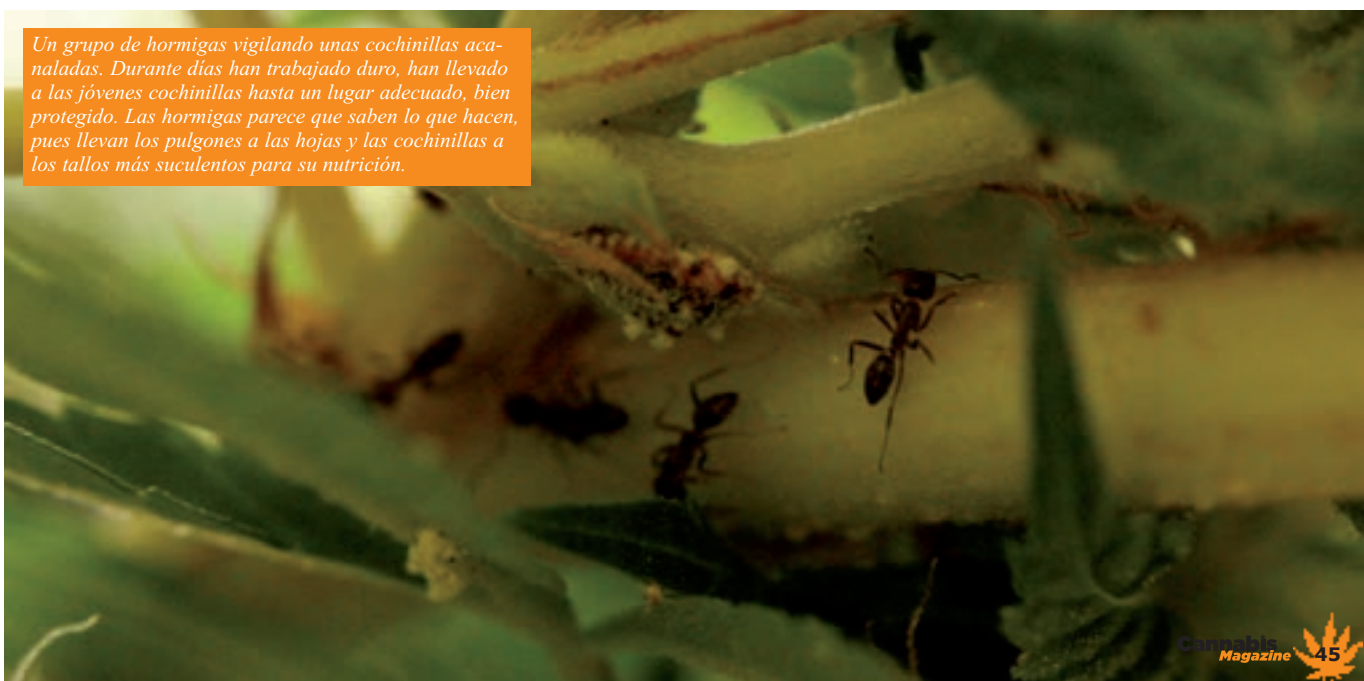 Un grupo de hormigas vigilando unas cochinillas aca-
naladas. Durante días han trabajado duro, han llevado
a las jóvenes cochinillas hasta un lugar adecuado, bien
protegido. Las hormigas parece que saben lo que hacen,
pues llevan los pulgones a las hojas y las cochinillas a
los tallos más suculentos para su nutrición.
Cannabis
Magazine 45